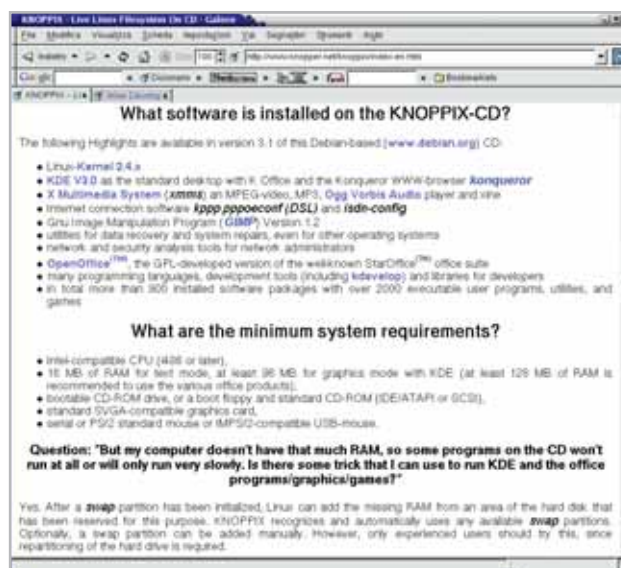 KNOPPIX - Live Linux Filesystem On CD - Galeon
File Modifica Visualizza Scheda Segnalibri Strumenti Aiuto
100
Bookmarklets
KNOPPIX - Li
What software is installed on the KNOPPIX-CD?
The following Highlights are available in version 3.1 of this Debian-based (www.debian.org) CD:
Linux-Kernel 2.4.x
KDE V3.0 as the standard desktop with K Office and the Konqueror WWW-browser konqueror
X Multimedia System (xmms) an MPEG-video, MP3, Ogg Vorbis Audio player and xine
Internet connection software kppp,pppoeconf (DSL) and isdn-config
Gnu Image Manipulation Program (GIMP) Version 1.2
utilities for data recovery and system repairs, even for other operating systems
network and security analysis tools for network administrators
OpenOffice(TM), the GPL-developed version of the wellknown StarOffice(TM) office suite
many programming languages, development tools (including kdevelop) and libraries for developers
in total more than 900 installed software packages with over 2000 executable user programs, utilities, and
games
What are the minimum system requirements?
Intel-compatible CPU (i486 or later),
16 MB of RAM for text mode, at least 96 MB for graphics mode with KDE (at least 128 MB of RAM is
recommended to use the various office products),
bootable CD-ROM drive, or a boot floppy and standard CD-ROM (IDE/ATAPI or SCSI),
standard SVGA-compatible graphics card,
serial or PS/2 standard mouse or IMPS/2-compatible USB-mouse.
Question: "But my computer doesn't have that much RAM, so some programs on the CD won't
run at all or will only run very slowly. Is there some trick that I can use to run KDE and the office
programs/graphics/games?"
Yes. After a swap partition has been initialized, Linux can add the missing RAM from an area of the hard disk that
has been reserved for this purpose. KNOPPIX recognizes and automatically uses any available swap partitions.
Optionally, a swap partition can be added manually. However, only experienced users should try this, since
repartitioning of the hard drive is required.